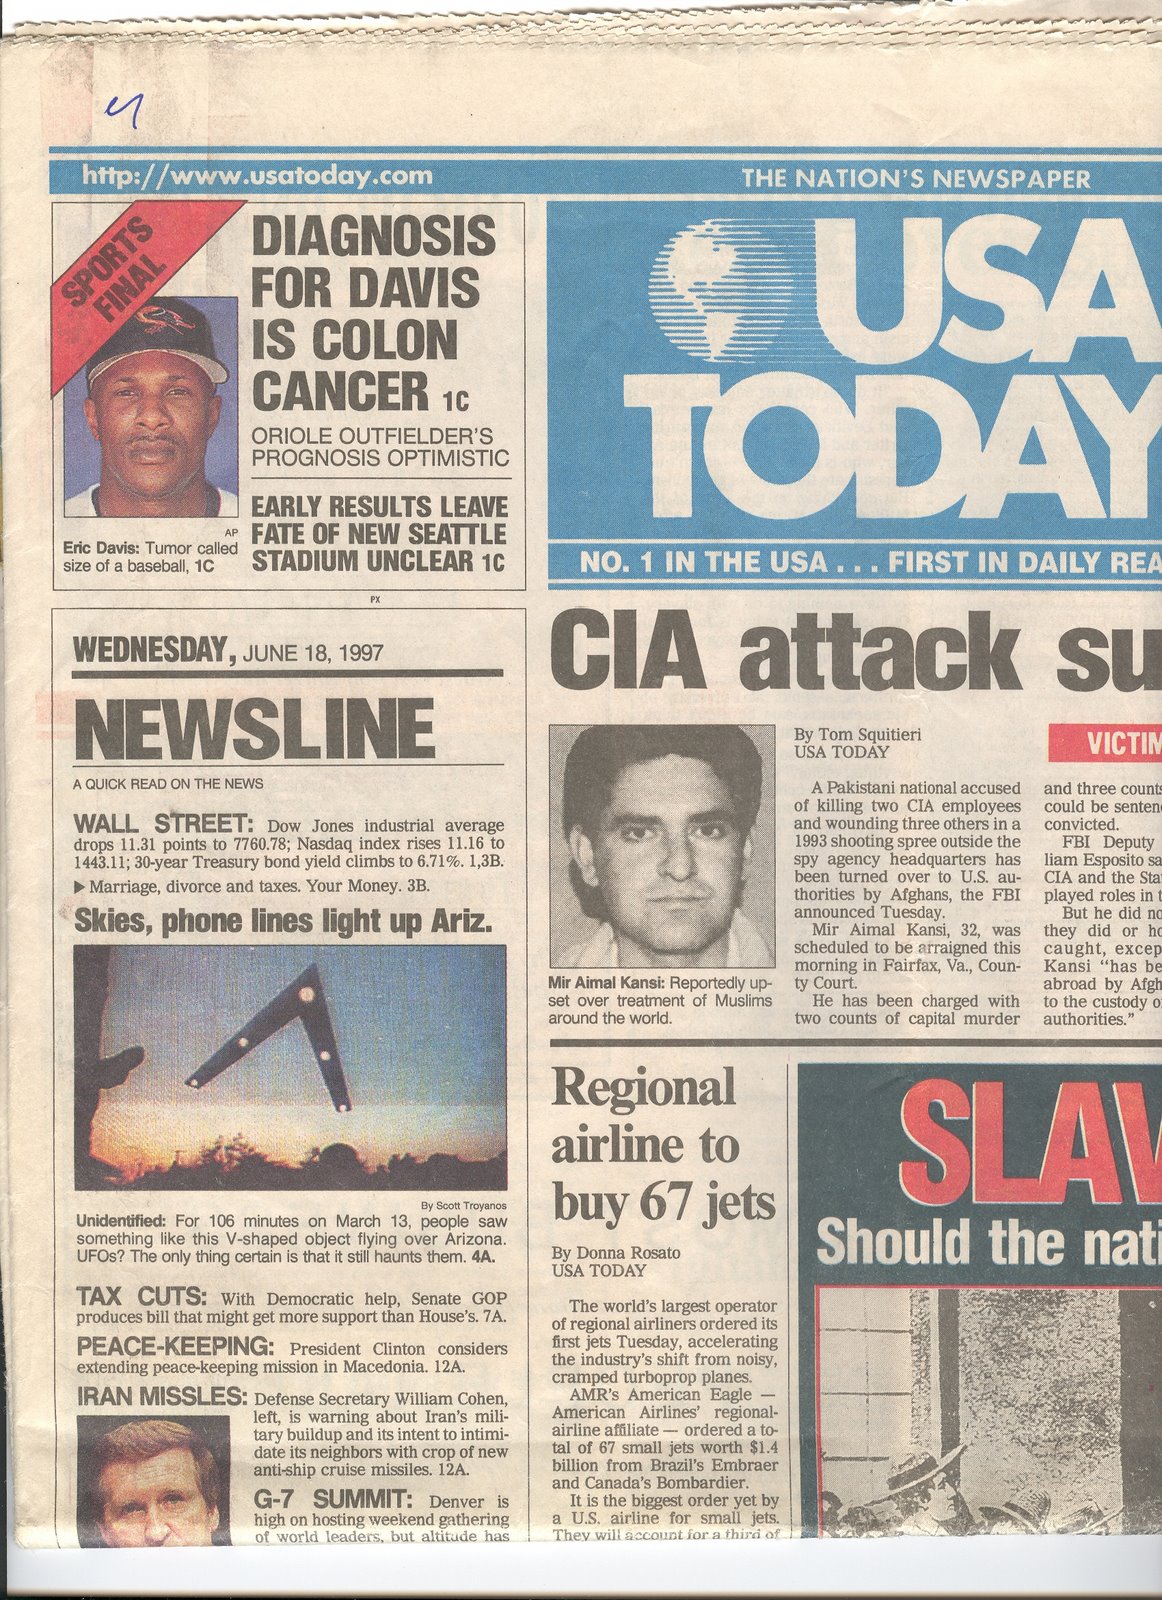 http://www.usatoday.com
THE NATION'S NEWSPAPER
SPORTS
FINAL
DIAGNOSIS
FOR DAVIS
IS COLON
CANCER 1C
ORIOLE OUTFIELDER'S
PROGNOSIS OPTIMISTIC
EARLY RESULTS LEAVE
FATE OF NEW SEATTLE
STADIUM UNCLEAR 1C
AP
Eric Davis: Tumor called
size of a baseball, 1C
PX
USA
TODAY
NO. 1 IN THE USA . . . FIRST IN DAILY REA
WEDNESDAY, JUNE 18, 1997
NEWSLINE
A QUICK READ ON THE NEWS
WALL STREET: Dow Jones industrial average
drops 11.31 points to 7760.78; Nasdaq index rises 11.16 to
1443.11; 30-year Treasury bond yield climbs to 6.71%. 1,3B.
▶ Marriage, divorce and taxes. Your Money. 3B.
Skies, phone lines light up Ariz.
By Scott Troyanos
Unidentified: For 106 minutes on March 13, people saw
something like this V-shaped object flying over Arizona.
UFOs? The only thing certain is that it still haunts them. 4A.
TAX CUTS: With Democratic help, Senate GOP
produces bill that might get more support than House's. 7A.
PEACE-KEEPING: President Clinton considers
extending peace-keeping mission in Macedonia. 12A.
IRAN MISSLES: Defense Secretary William Cohen,
left, is warning about Iran's mili-
tary buildup and its intent to intimi-
date its neighbors with crop of new
anti-ship cruise missiles. 12A.
G-7 SUMMIT: Denver is
high on hosting weekend gathering
of world leaders, but altitude has
CIA attack su
Mir Aimal Kansi: Reportedly up-
set over treatment of Muslims
around the world.
By Tom Squitieri
USA TODAY
A Pakistani national accused
of killing two CIA employees
and wounding three others in a
1993 shooting spree outside the
spy agency headquarters has
been turned over to U.S. au-
thorities by Afghans, the FBI
announced Tuesday.
Mir Aimal Kansi, 32, was
scheduled to be arraigned this
morning in Fairfax, Va., Coun-
ty Court.
He has been charged with
two counts of capital murder
VICTIM
and three counts
could be senten
convicted.
FBI Deputy
liam Esposito sa
CIA and the Sta
played roles in t
But he did no
they did or ho
caught, excep
Kansi “has be
abroad by Afgh
to the custody o
authorities.”
Regional
airline to
buy 67 jets
By Donna Rosato
USA TODAY
The world's largest operator
of regional airliners ordered its
first jets Tuesday, accelerating
the industry's shift from noisy,
cramped turboprop planes.
AMR's American Eagle —
American Airlines' regional-
airline affiliate — ordered a to-
tal of 67 small jets worth $1.4
billion from Brazil's Embraer
and Canada's Bombardier.
It is the biggest order yet by
a U.S. airline for small jets.
They will account for a third of
SLAV
Should the nati